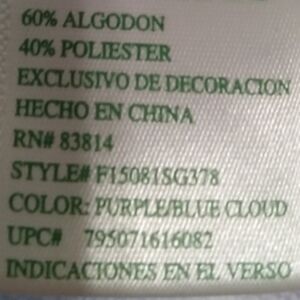 60% ALGODON
40% POLIESTER
EXCLUSIVO DE DECORACION
HECHO EN CHINA
RN# 83814
STYLE# F15081SG378
COLOR: PURPLE/BLUE CLOUD
UPC# 795071616082
INDICACIONES EN EL VERSO